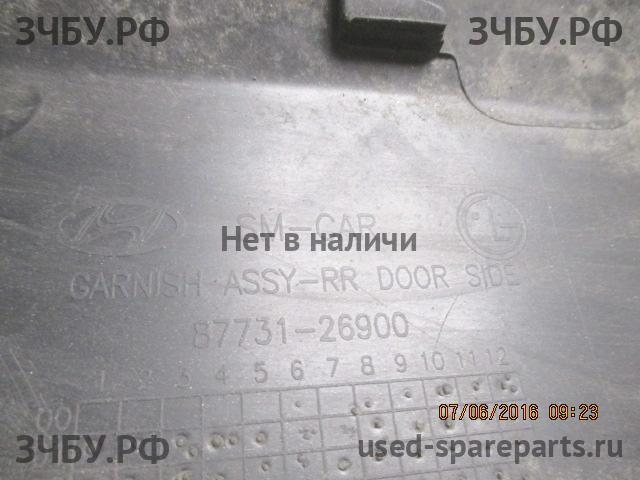 ЗЧБУ.РФ ЗЧБУ.РФ
SM-CAR
Нет в наличи
GARNISH ASSY-RR DOOR SIDE
87731-26900
1 2 3 4 5 6 7 8 9 10 11 12
00
07/06/2016 09:23
ЗЧБУ.РФ used-spareparts.ru